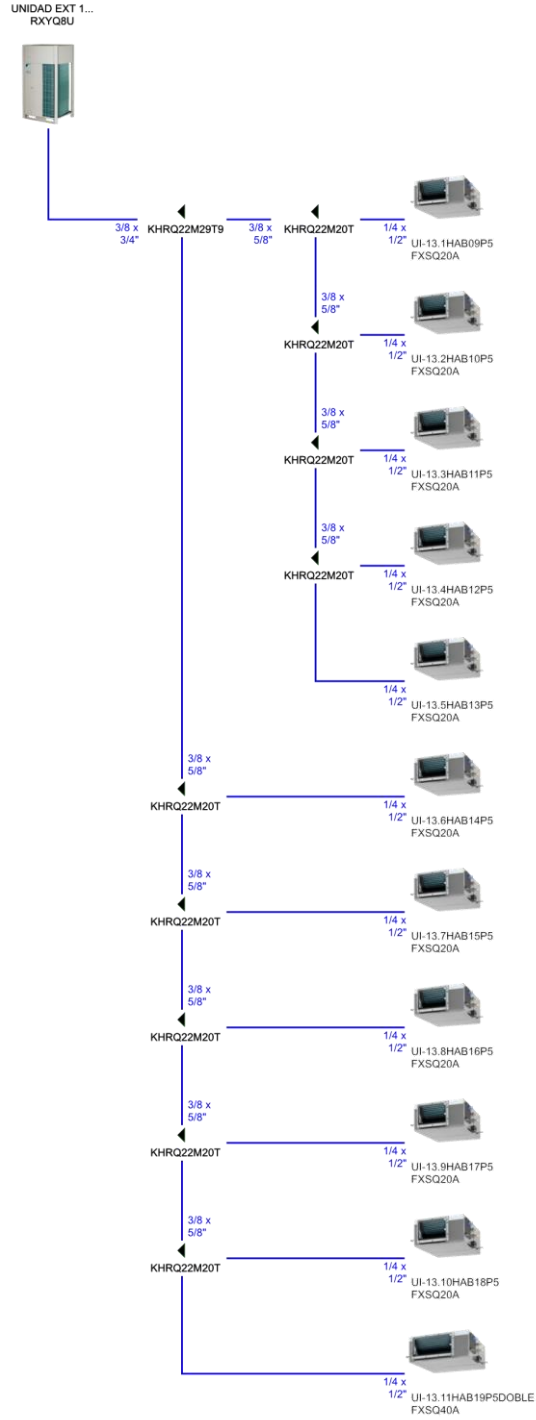 UNIDAD EXT 1...
RXYQ8U
3/8 x
3/4"
KHRQ22M29T9
3/8 x
5/8"
KHRQ22M20T
1/4 x
1/2"
UI-13.1HAB09P5
FXSQ20A
3/8 x
5/8"
KHRQ22M20T
1/4 x
1/2"
UI-13.2HAB10P5
FXSQ20A
3/8 x
5/8"
KHRQ22M20T
1/4 x
1/2"
UI-13.3HAB11P5
FXSQ20A
3/8 x
5/8"
KHRQ22M20T
1/4 x
1/2"
UI-13.4HAB12P5
FXSQ20A
1/4 x
1/2"
UI-13.5HAB13P5
FXSQ20A
3/8 x
5/8"
KHRQ22M20T
1/4 x
1/2"
UI-13.6HAB14P5
FXSQ20A
3/8 x
5/8"
KHRQ22M20T
1/4 x
1/2"
UI-13.7HAB15P5
FXSQ20A
3/8 x
5/8"
KHRQ22M20T
1/4 x
1/2"
UI-13.8HAB16P5
FXSQ20A
3/8 x
5/8"
KHRQ22M20T
1/4 x
1/2"
UI-13.9HAB17P5
FXSQ20A
3/8 x
5/8"
KHRQ22M20T
1/4 x
1/2"
UI-13.10HAB18P5
FXSQ20A
1/4 x
1/2"
UI-13.11HAB19P5DOBLE
FXSQ40A